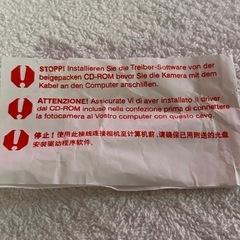 STOPP! Installieren Sie die Treiber-Software von der
beigepacken CD-ROM bevor Sie die Kamera mit dem
Kabel an den Computer anschließen.
ATTENZIONE! Assicurate Vi di aver installato il driver
dal CD-ROM incluso nella confezione prima di connettere
la fotocamera al Vostro computer con questo cavo.
停止! 使用此接线连接相机至计算机前,请确保已用附送的光盘
安装驱动程序软件.